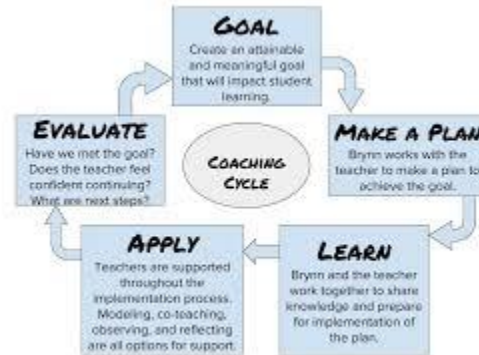 GOAL
Create an attainable
and meaningful goal
that will impact student
learning.
MAKE A PLAN
Brynn works with the
teacher to make a plan to
achieve the goal.
LEARN
Brynn and the teacher
work together to share
knowledge and prepare
for implementation of
the plan.
APPLY
Teachers are supported
throughout the
implementation process.
Modeling, co-teaching,
observing, and reflecting
are all options for support.
EVALUATE
Have we met the goal?
Does the teacher feel
confident continuing?
What are next steps?
COACHING
CYCLE